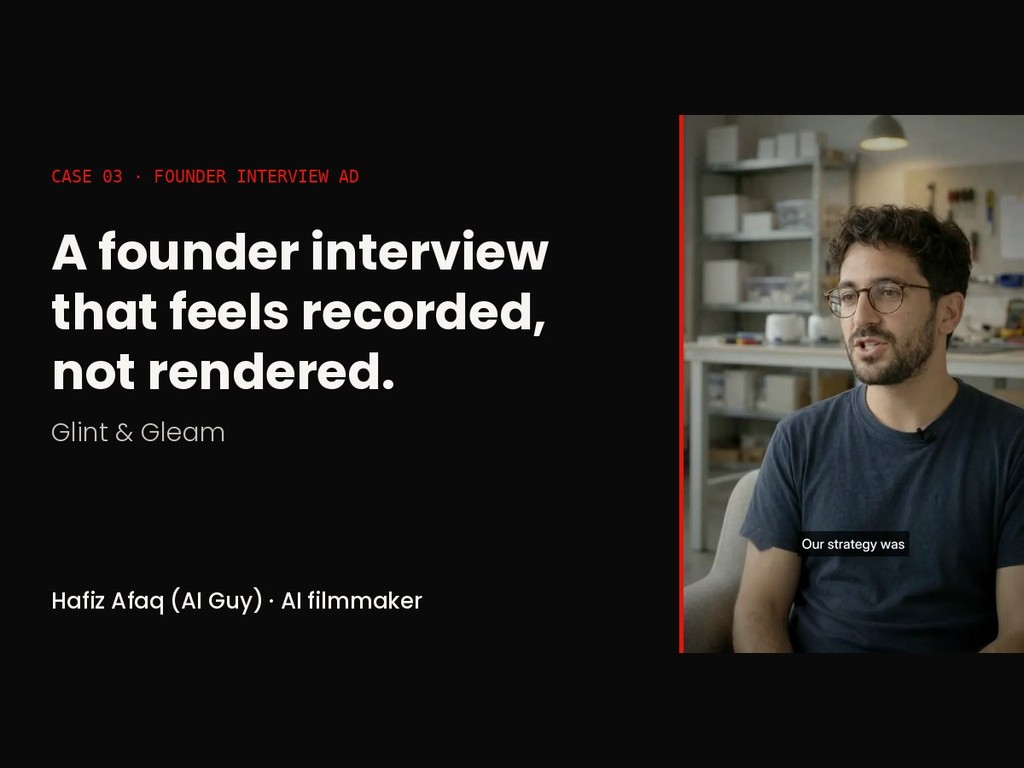 CASE 03 · FOUNDER INTERVIEW AD
A founder interview
that feels recorded,
not rendered.
Glint & Gleam
Our strategy was
Hafiz Afaq (AI Guy) · AI filmmaker